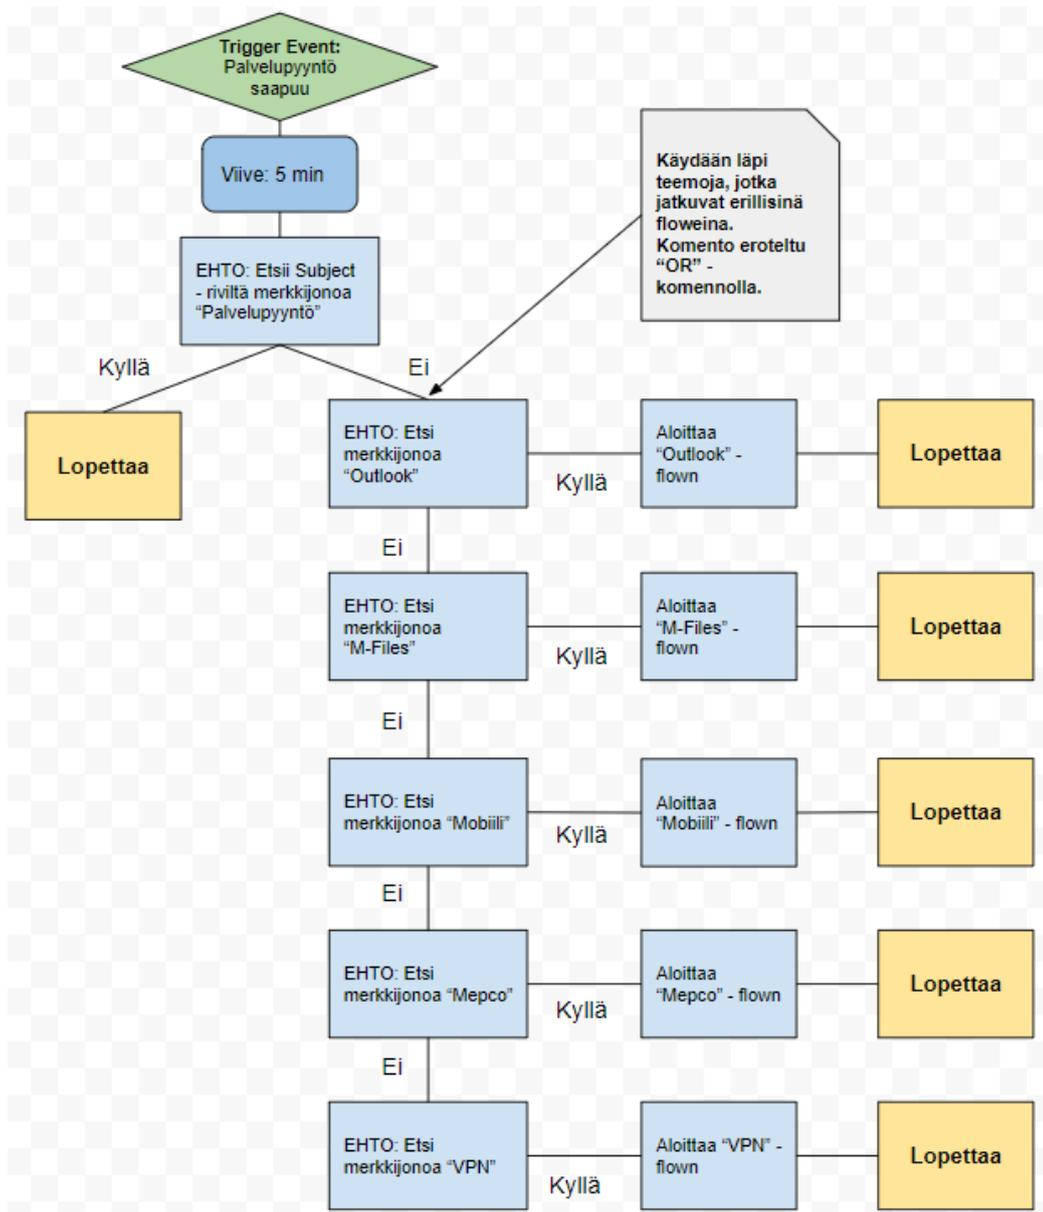 Trigger Event:
Palvelupyyntö
saapuu
Viive: 5 min
Käydään läpi
teemoja, jotka
jatkuvat erillisinä
floweina.
Komento eroteltu
“OR” -
komennolla.
EHTO: Etsii Subject
- riviltä merkkijonoa
“Palvelupyyntö”
Kyllä
Ei
Lopettaa
EHTO: Etsi
merkkijonoa
“Outlook”
Kyllä
Aloittaa
“Outlook” -
flown
Lopettaa
Ei
EHTO: Etsi
merkkijonoa
“M-Files”
Kyllä
Aloittaa
“M-Files” -
flown
Lopettaa
Ei
EHTO: Etsi
merkkijonoa “Mobiili”
Kyllä
Aloittaa
“Mobiili” - flown
Lopettaa
Ei
EHTO: Etsi
merkkijonoa “Mepco”
Kyllä
Aloittaa
“Mepco” - flown
Lopettaa
Ei
EHTO: Etsi
merkkijonoa “VPN”
Kyllä
Aloittaa “VPN” -
flown
Lopettaa